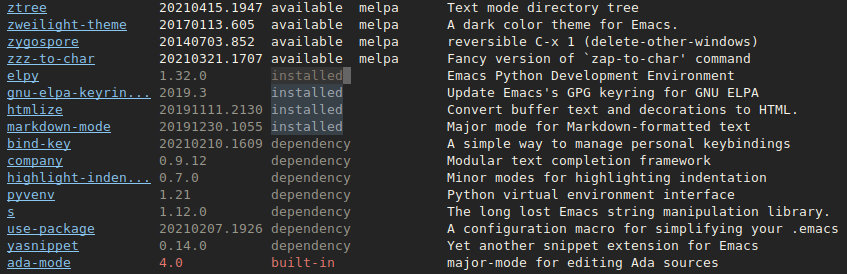 ztree 20210415.1947 available melpa Text mode directory tree
zweilight-theme 20170113.605 available melpa A dark color theme for Emacs.
zygospore 20140703.852 available melpa reversible C-x 1 (delete-other-windows)
zzz-to-char 20210321.1707 available melpa Fancy version of `zap-to-char' command
elpy 1.32.0 installed Emacs Python Development Environment
gnu-elpa-keyrin... 2019.3 installed Update Emacs's GPG keyring for GNU ELPA
htmlize 20191111.2130 installed Convert buffer text and decorations to HTML.
markdown-mode 20191230.1055 installed Major mode for Markdown-formatted text
bind-key 20210210.1609 dependency A simple way to manage personal keybindings
company 0.9.12 dependency Modular text completion framework
highlight-inden... 0.7.0 dependency Minor modes for highlighting indentation
pyvenv 1.21 dependency Python virtual environment interface
s 1.12.0 dependency The long lost Emacs string manipulation library.
use-package 20210207.1926 dependency A configuration macro for simplifying your .emacs
yasnippet 0.14.0 dependency Yet another snippet extension for Emacs
ada-mode 4.0 built-in major-mode for editing Ada sources